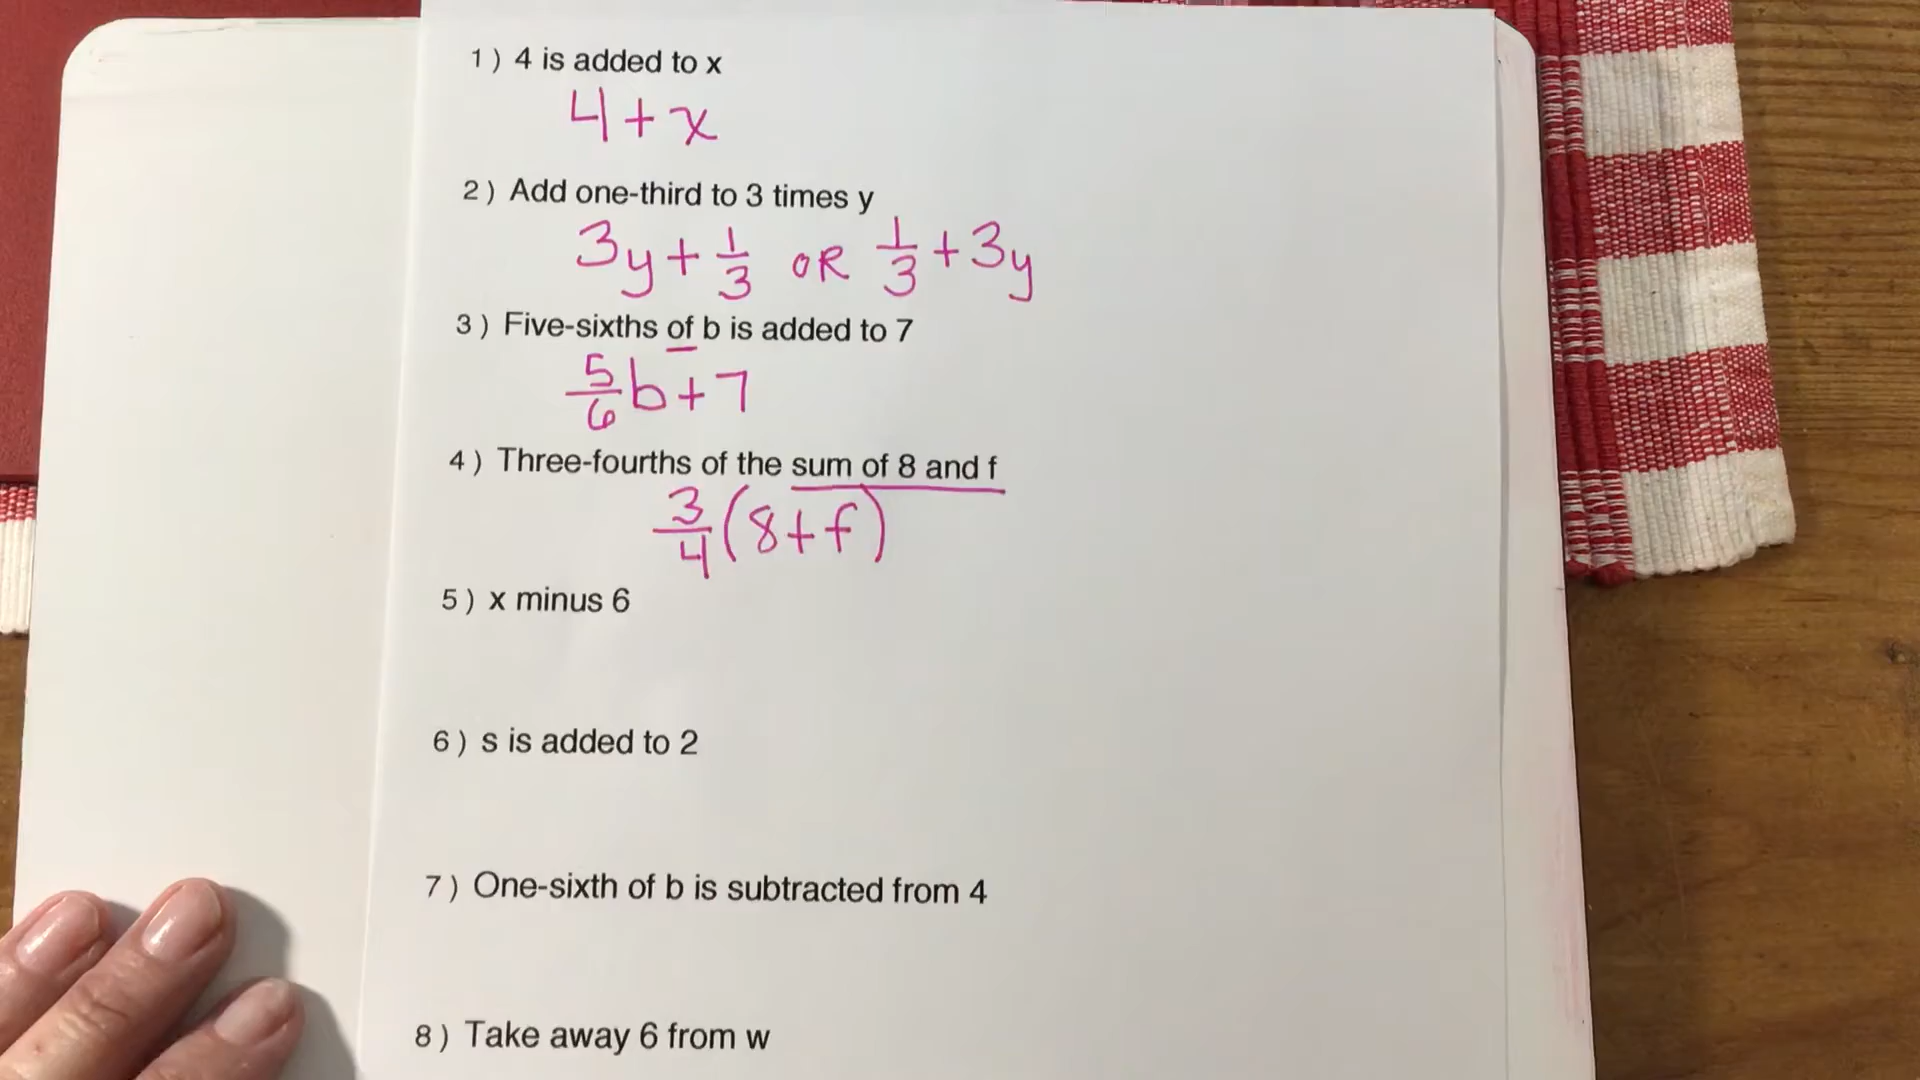 1) 4 is added to x
4 + x
2) Add one-third to 3 times y
3y + 1/3 OR 1/3 + 3y
3) Five-sixths of b is added to 7
5/6 b + 7
4) Three-fourths of the sum of 8 and f
3/4 (8 + f)
5) x minus 6
6) s is added to 2
7) One-sixth of b is subtracted from 4
8) Take away 6 from w